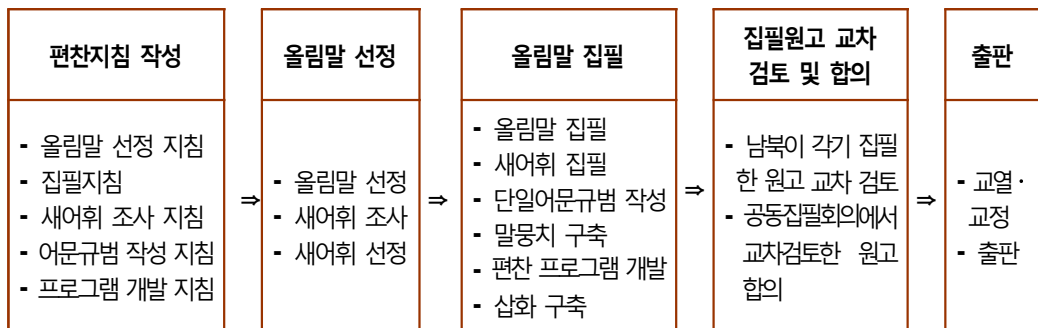 편찬지침 작성
- 올림말 선정 지침
- 집필지침
- 새어휘 조사 지침
- 어문규범 작성 지침
- 프로그램 개발 지침
⇒
올림말 선정
- 올림말 선정
- 새어휘 조사
- 새어휘 선정
⇒
올림말 집필
- 올림말 집필
- 새어휘 집필
- 단일어문규범 작성
- 말뭉치 구축
- 편찬 프로그램 개발
- 삽화 구축
⇒
집필원고 교차
검토 및 합의
- 남북이 각기 집필
한 원고 교차 검토
- 공동집필회의에서
교차검토한 원고
합의
⇒
출판
- 교열·
교정
- 출판